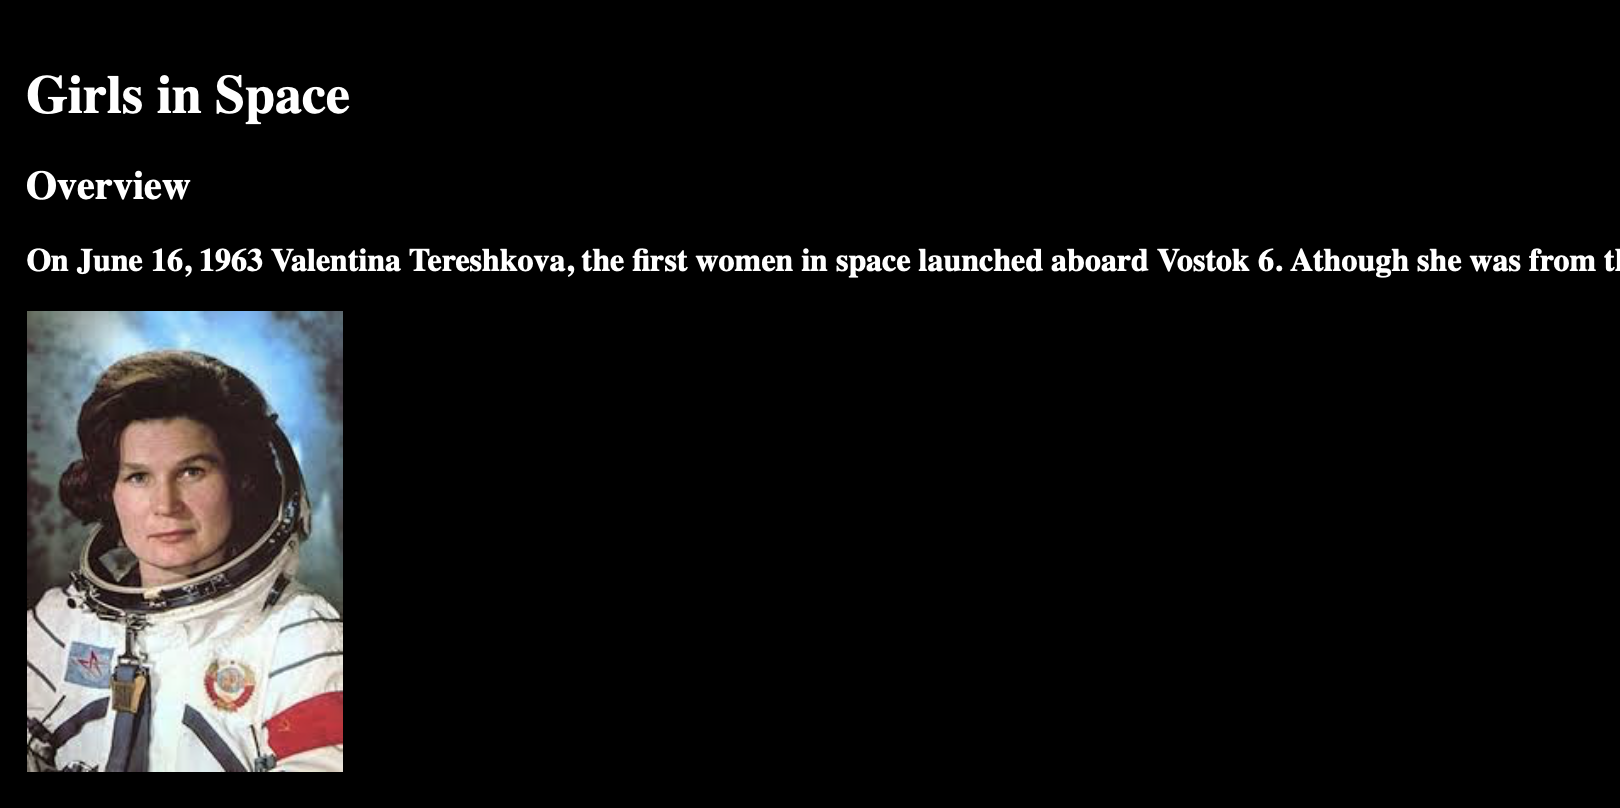 Girls in Space
Overview
On June 16, 1963 Valentina Tereshkova, the first women in space launched aboard Vostok 6. Athough she was from